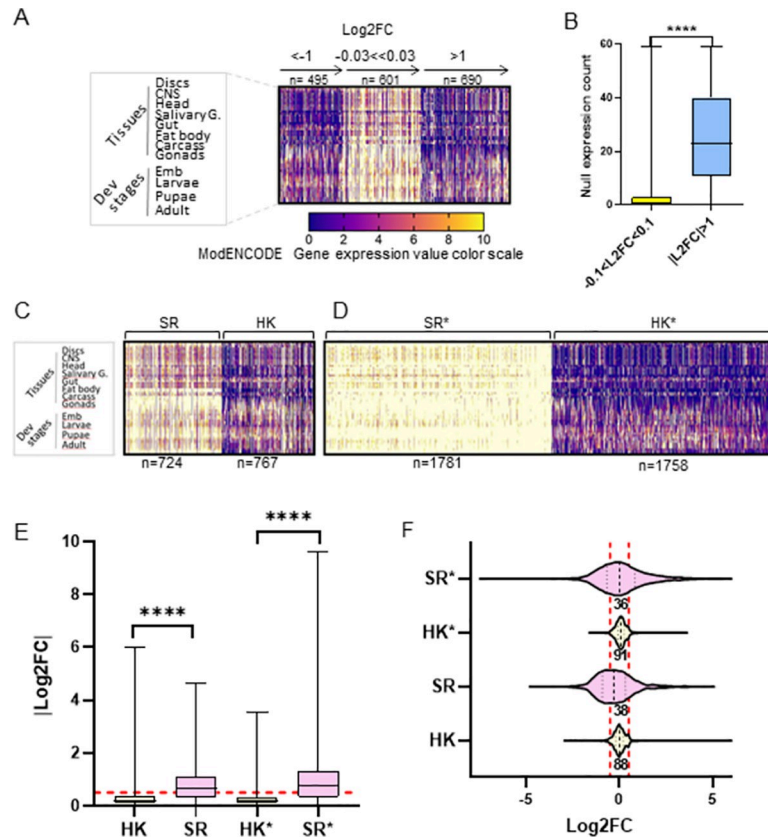 A
Log2FC
<-1 -0.03<<0.03 >1
n= 495 n= 601 n= 690
Tissues
Discs
CNS
Head
Salivary G.
Gut
Fat body
Carcass
Gonads
Dev stages
Emb
Larvae
Pupae
Adult
0 2 4 6 8 10
ModENCODE Gene expression value color scale
B
****
Null expression count
60
40
20
0
-0.1<L2FC<0.1
|L2FC|>1
C
SR HK
D
SR* HK*
Tissues
Discs
CNS
Head
Salivary G.
Gut
Fat body
Carcass
Gonads
Dev stages
Emb
Larvae
Pupae
Adult
n=724 n=767
n=1781 n=1758
E
|Log2FC|
10
8
6
4
2
0
****
****
HK SR HK* SR*
F
SR*
36
HK*
91
SR
38
HK
88
-5 0 5
Log2FC